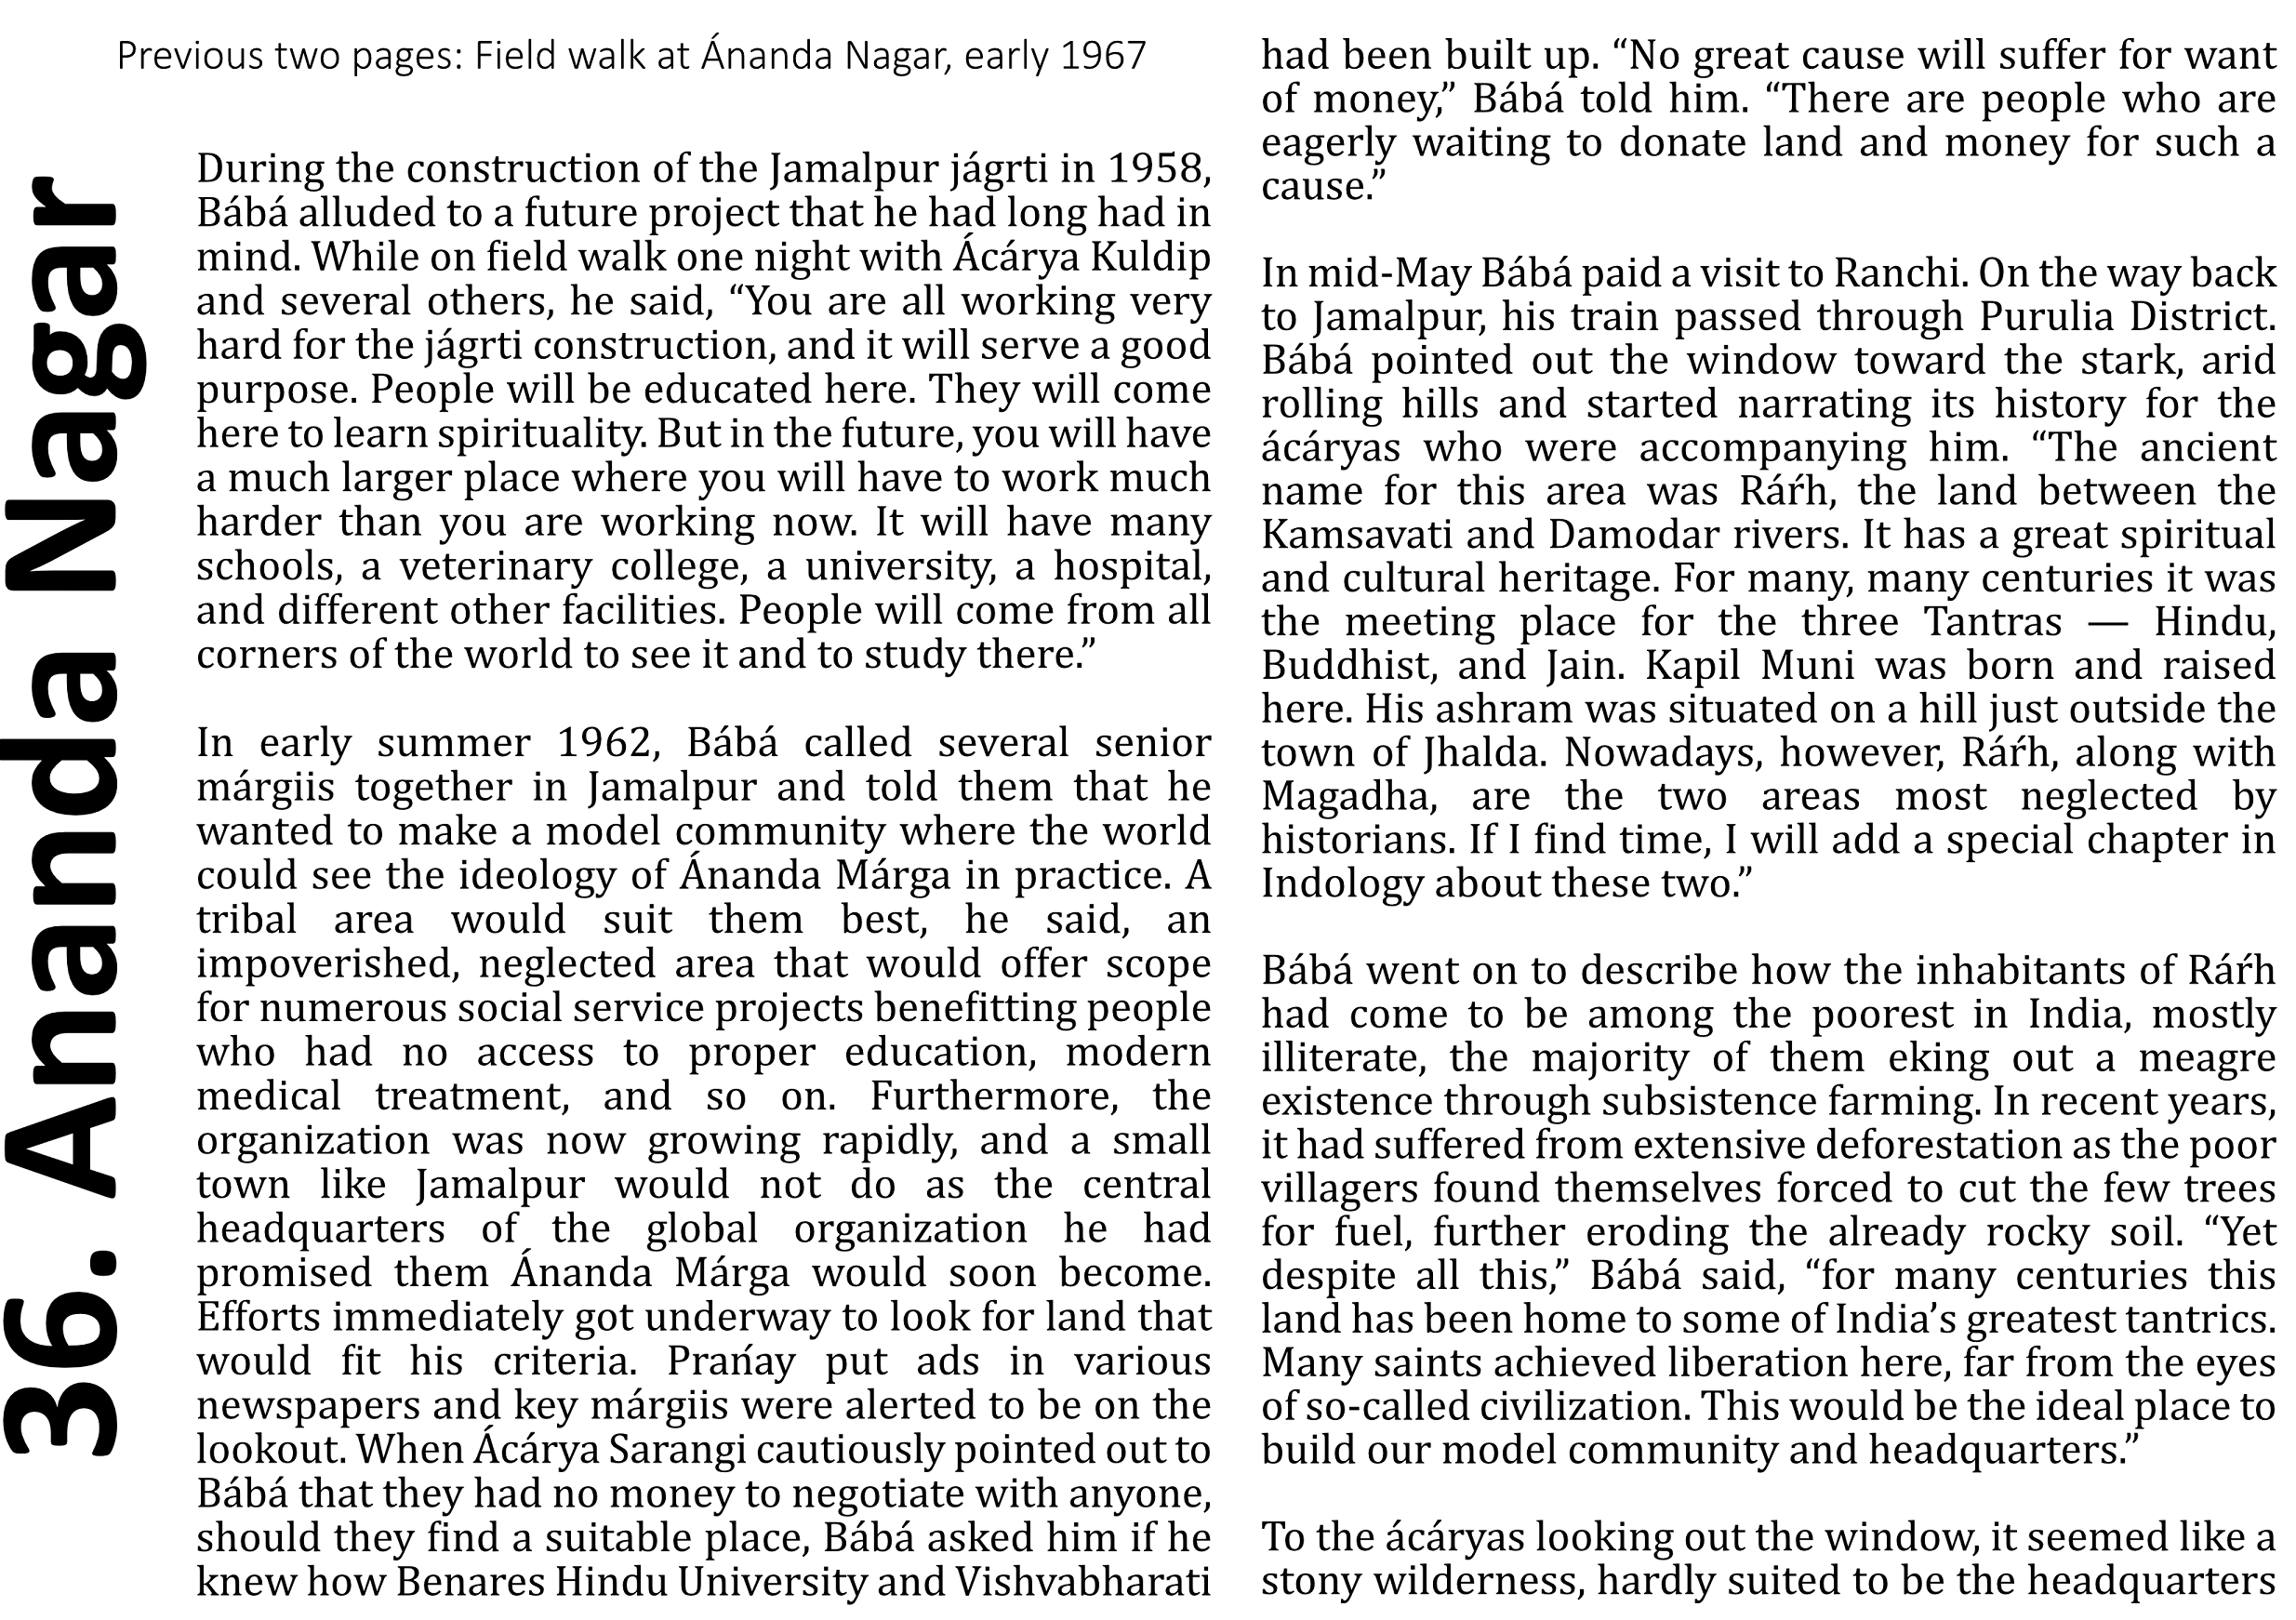 Previous two pages: Field walk at Ánanda Nagar, early 1967
36. Ananda Nagar
During the construction of the Jamalpur jágrti in 1958,
Bábá alluded to a future project that he had long had in
mind. While on field walk one night with Ácárya Kuldip
and several others, he said, “You are all working very
hard for the jágrti construction, and it will serve a good
purpose. People will be educated here. They will come
here to learn spirituality. But in the future, you will have
a much larger place where you will have to work much
harder than you are working now. It will have many
schools, a veterinary college, a university, a hospital,
and different other facilities. People will come from all
corners of the world to see it and to study there.”
In early summer 1962, Bábá called several senior
márgiis together in Jamalpur and told them that he
wanted to make a model community where the world
could see the ideology of Ánanda Márga in practice. A
tribal area would suit them best, he said, an
impoverished, neglected area that would offer scope
for numerous social service projects benefitting people
who had no access to proper education, modern
medical treatment, and so on. Furthermore, the
organization was now growing rapidly, and a small
town like Jamalpur would not do as the central
headquarters of the global organization he had
promised them Ánanda Márga would soon become.
Efforts immediately got underway to look for land that
would fit his criteria. Prańay put ads in various
newspapers and key márgiis were alerted to be on the
lookout. When Ácárya Sarangi cautiously pointed out to
Bábá that they had no money to negotiate with anyone,
should they find a suitable place, Bábá asked him if he
knew how Benares Hindu University and Vishvabharati
had been built up. “No great cause will suffer for want
of money,” Bábá told him. “There are people who are
eagerly waiting to donate land and money for such a
cause.”
In mid-May Bábá paid a visit to Ranchi. On the way back
to Jamalpur, his train passed through Purulia District.
Bábá pointed out the window toward the stark, arid
rolling hills and started narrating its history for the
ácáryas who were accompanying him. “The ancient
name for this area was Ráŕh, the land between the
Kamsavati and Damodar rivers. It has a great spiritual
and cultural heritage. For many, many centuries it was
the meeting place for the three Tantras — Hindu,
Buddhist, and Jain. Kapil Muni was born and raised
here. His ashram was situated on a hill just outside the
town of Jhalda. Nowadays, however, Ráŕh, along with
Magadha, are the two areas most neglected by
historians. If I find time, I will add a special chapter in
Indology about these two.”
Bábá went on to describe how the inhabitants of Ráŕh
had come to be among the poorest in India, mostly
illiterate, the majority of them eking out a meagre
existence through subsistence farming. In recent years,
it had suffered from extensive deforestation as the poor
villagers found themselves forced to cut the few trees
for fuel, further eroding the already rocky soil. “Yet
despite all this,” Bábá said, “for many centuries this
land has been home to some of India’s greatest tantrics.
Many saints achieved liberation here, far from the eyes
of so-called civilization. This would be the ideal place to
build our model community and headquarters.”
To the ácáryas looking out the window, it seemed like a
stony wilderness, hardly suited to be the headquarters